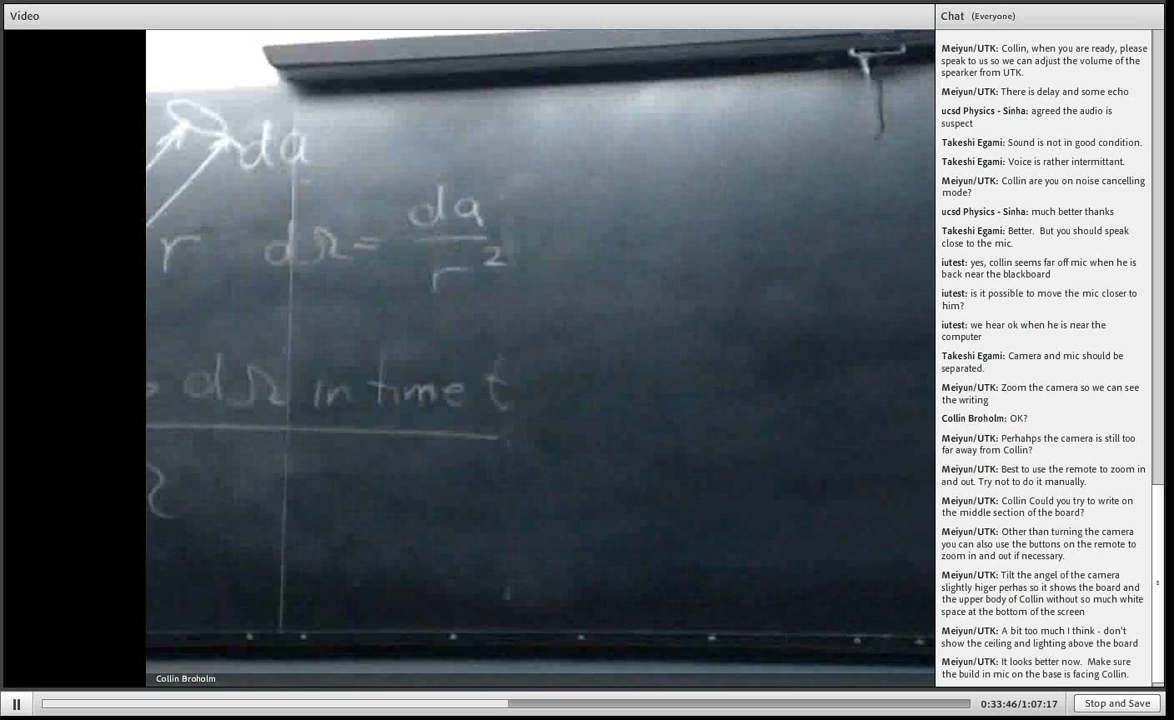 Video
da
r dΩ = da
r²
dΩ in time t
T
Collin Broholm
Chat (Everyone)
Meiyun/UTK: Collin, when you are ready, please
speak to us so we can adjust the volume of the
spearker from UTK.
Meiyun/UTK: There is delay and some echo
ucsd Physics - Sinha: agreed the audio is
suspect
Takeshi Egami: Sound is not in good condition.
Takeshi Egami: Voice is rather intermittant.
Meiyun/UTK: Collin are you on noise cancelling
mode?
ucsd Physics - Sinha: much better thanks
Takeshi Egami: Better. But you should speak
close to the mic.
iutest: yes, collin seems far off mic when he is
back near the blackboard
iutest: is it possible to move the mic closer to
him?
iutest: we hear ok when he is near the
computer
Takeshi Egami: Camera and mic should be
separated.
Meiyun/UTK: Zoom the camera so we can see
the writing
Collin Broholm: OK?
Meiyun/UTK: Perhahps the camera is still too
far away from Collin?
Meiyun/UTK: Best to use the remote to zoom in
and out. Try not to do it manually.
Meiyun/UTK: Collin Could you try to write on
the middle section of the board?
Meiyun/UTK: Other than turning the camera
you can also use the buttons on the remote to
zoom in and out if necessary.
Meiyun/UTK: Tilt the angel of the camera
slightly higer perhas so it shows the board and
the upper body of Collin without so much white
space at the bottom of the screen
Meiyun/UTK: A bit too much I think - don't
show the ceiling and lighting above the board
Meiyun/UTK: It looks better now. Make sure
the build in mic on the base is facing Collin.
0:33:46/1:07:17
Stop and Save